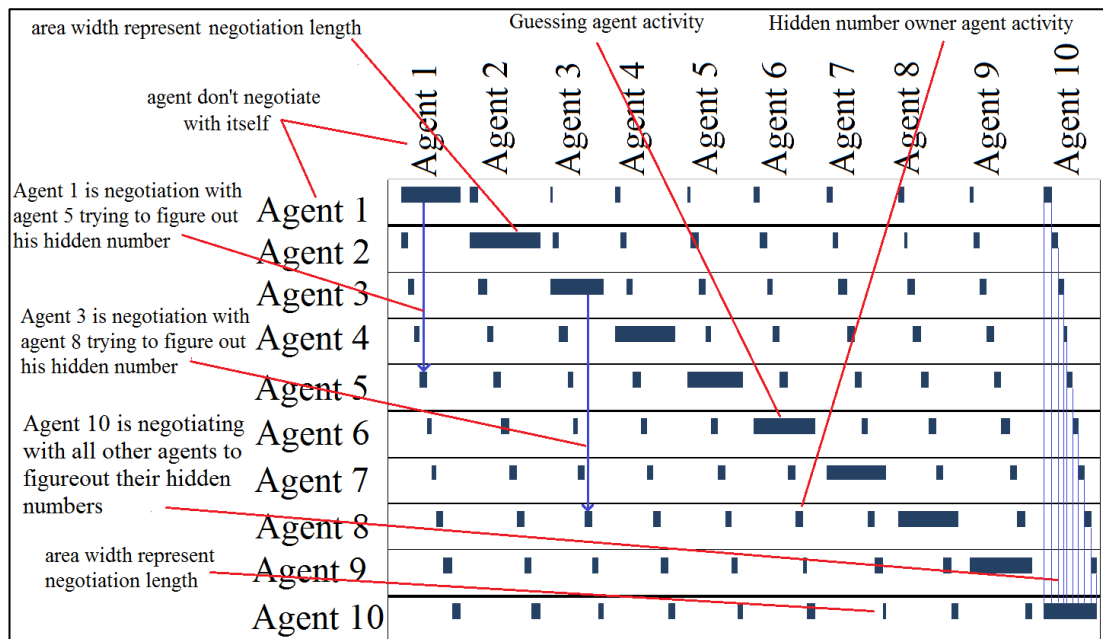 Guessing agent activity
Hidden number owner agent activity
area width represent negotiation length
agent don't negotiate
with itself
Agent 1
Agent 2
Agent 3
Agent 4
Agent 5
Agent 6
Agent 7
Agent 8
Agent 9
Agent 10
Agent 1 is negotiation with
agent 5 trying to figure out
his hidden number
Agent 3 is negotiation with
agent 8 trying to figure out
his hidden number
Agent 10 is negotiating
with all other agents to
figureout their hidden
numbers
area width represent
negotiation length
Agent 1
Agent 2
Agent 3
Agent 4
Agent 5
Agent 6
Agent 7
Agent 8
Agent 9
Agent 10